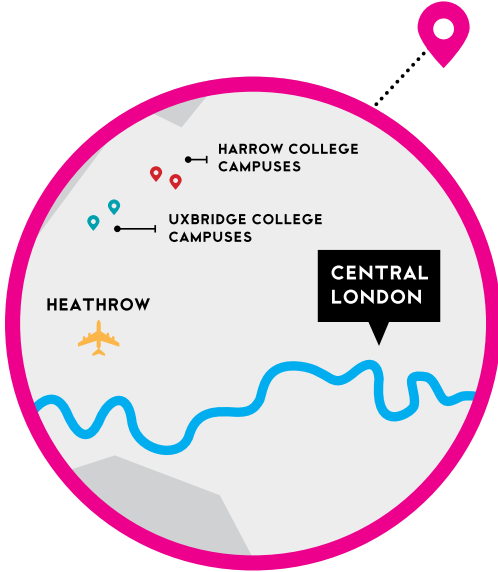 HARROW COLLEGE
CAMPUSES
UXBRIDGE COLLEGE
CAMPUSES
CENTRAL
LONDON
HEATHROW